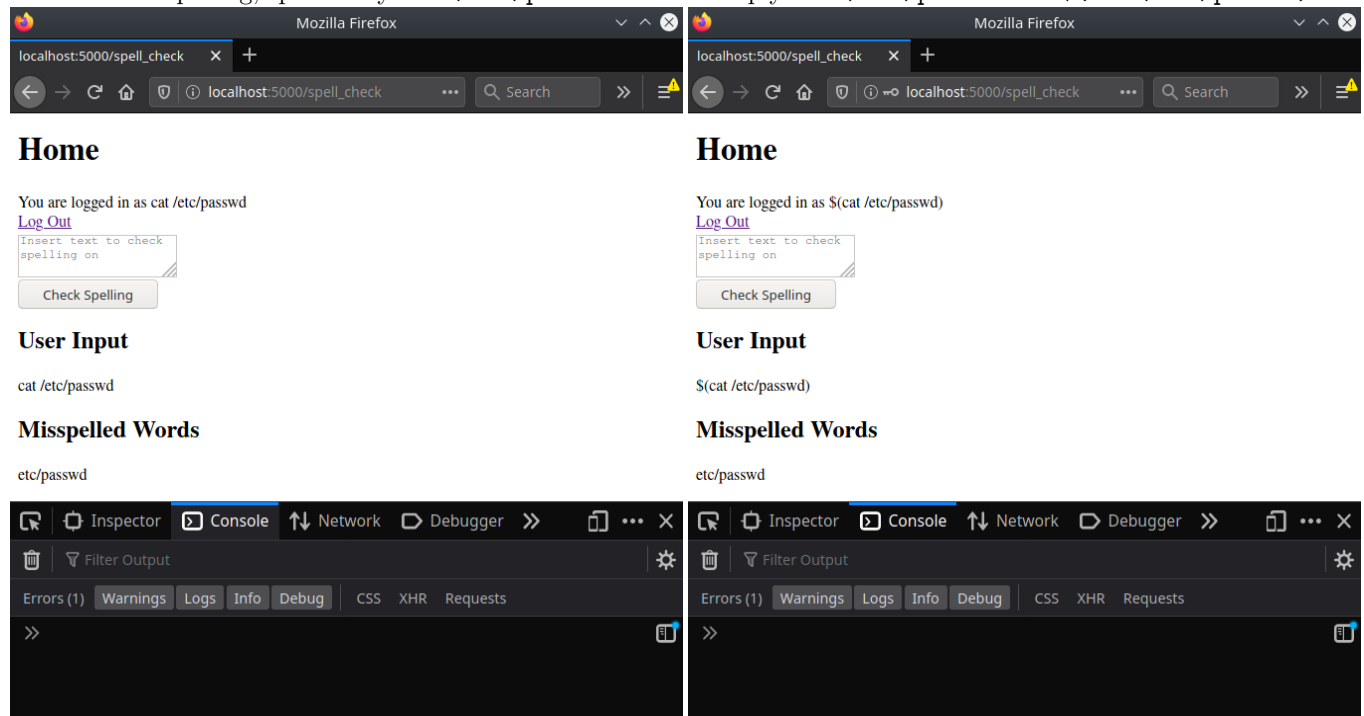 Mozilla Firefox
localhost:5000/spell_check
localhost:5000/spell_check
Search
Home
You are logged in as cat /etc/passwd
Log Out
Insert text to check
spelling on
Check Spelling
User Input
cat /etc/passwd
Misspelled Words
etc/passwd
Inspector Console Network Debugger
Filter Output
Errors (1) Warnings Logs Info Debug CSS XHR Requests
Mozilla Firefox
localhost:5000/spell_check
localhost:5000/spell_check
Search
Home
You are logged in as $(cat /etc/passwd)
Log Out
Insert text to check
spelling on
Check Spelling
User Input
$(cat /etc/passwd)
Misspelled Words
etc/passwd
Inspector Console Network Debugger
Filter Output
Errors (1) Warnings Logs Info Debug CSS XHR Requests